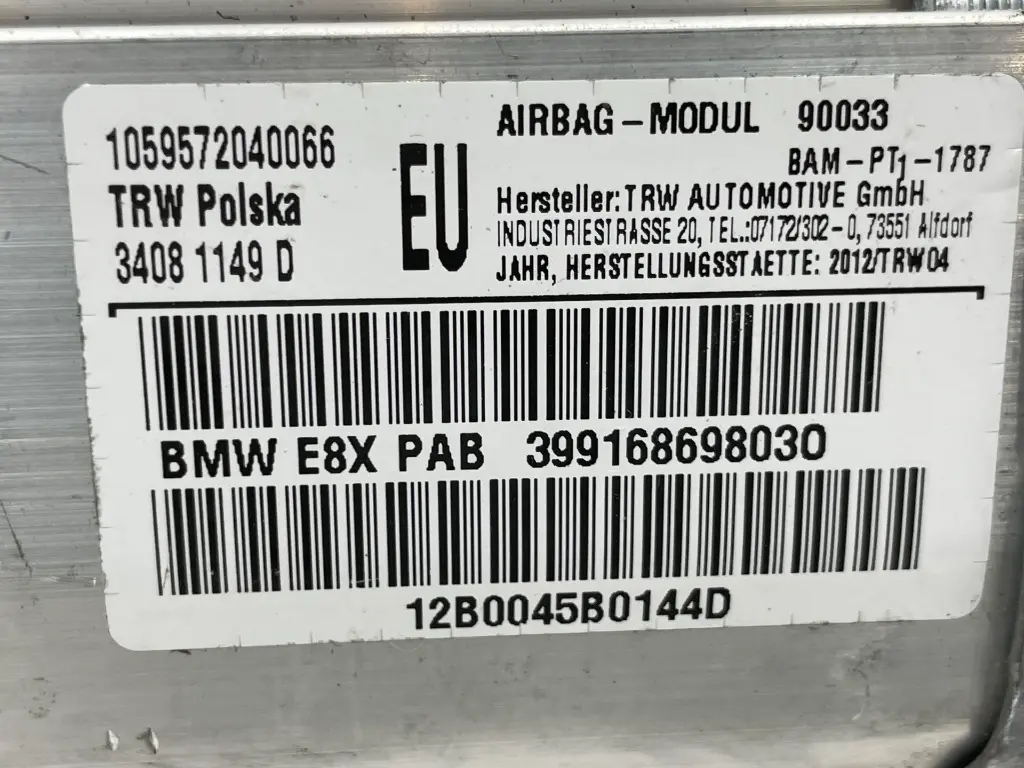 1059572040066
TRW Polska
3408 1149 D
EU
AIRBAG-MODUL 90033
BAM-PT1-1787
Hersteller: TRW AUTOMOTIVE GmbH
INDUSTRIESTRASSE 20, TEL.:07172/302-0, 73551 Alfdorf
JAHR, HERSTELLUNGSSTAETTE: 2012/TRW04
BMW E8X PAB 399168698030
12B0045B0144D